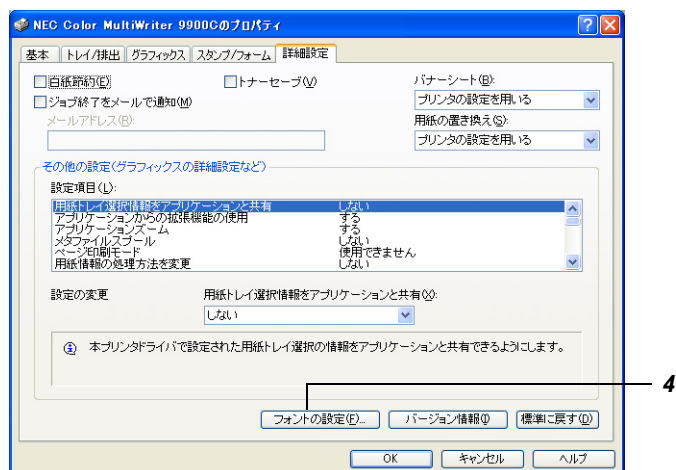 NEC Color MultiWriter 9900Cのプロパティ
基本 トレイ/排出 グラフィックス スタンプ/フォーム 詳細設定
白紙節約(E) トナーセーブ(V) バナーシート(B):
ジョブ終了をメールで通知(M) プリンタの設定を用いる
メールアドレス(R): 用紙の置き換え(S):
プリンタの設定を用いる
その他の設定(グラフィックスの詳細設定など)
設定項目(L):
用紙トレイ選択情報をアプリケーションと共有 しない
アプリケーションからの拡張機能の使用 する
アプリケーションズーム する
メタファイルスプール しない
ページ印刷モード 使用できません
用紙情報の処理方法を変更 しない
設定の変更 用紙トレイ選択情報をアプリケーションと共有(X):
しない
本プリンタドライバで設定された用紙トレイ選択の情報をアプリケーションと共有できるようにします。
4
フォントの設定(F)... バージョン情報(I) 標準に戻す(D)
OK キャンセル ヘルプ